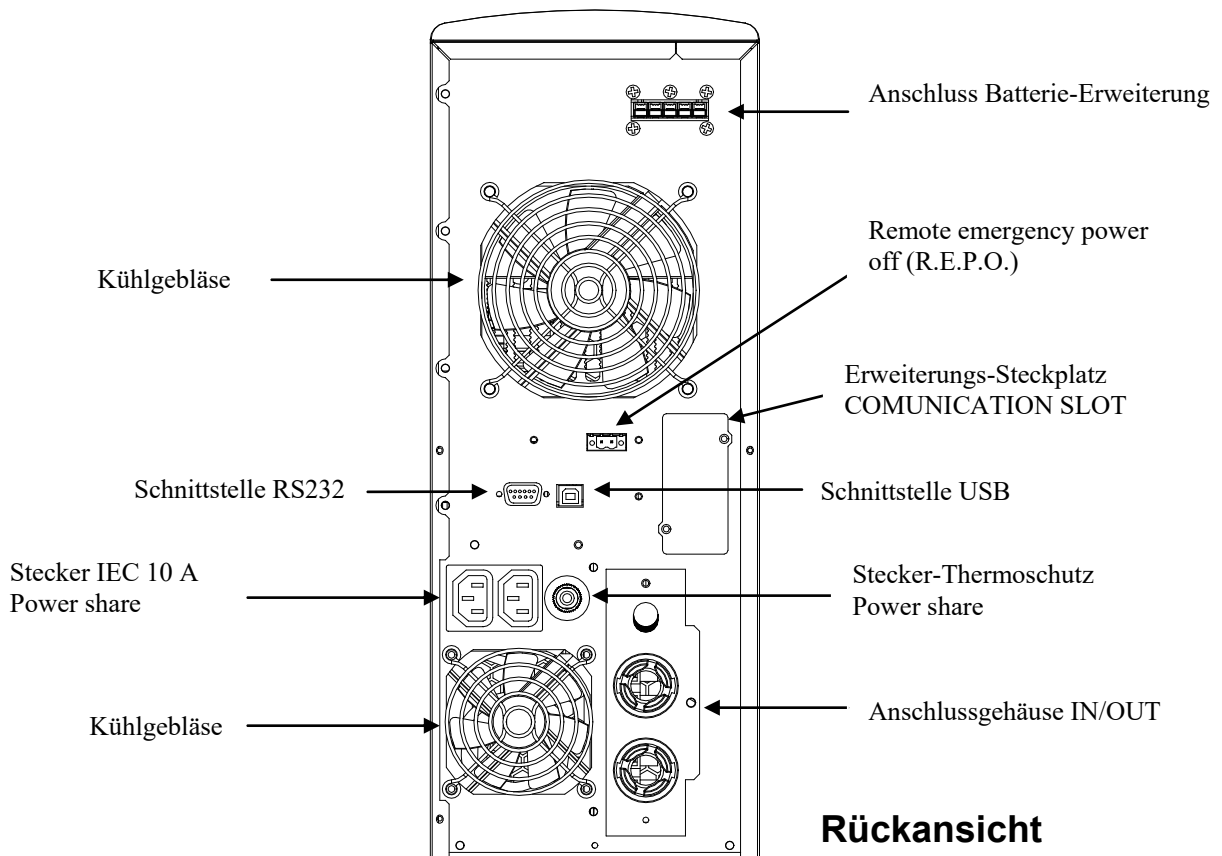 Anschluss Batterie-Erweiterung
Remote emergency power
off (R.E.P.O.)
Kühlgebläse
Erweiterungs-Steckplatz
COMUNICATION SLOT
Schnittstelle RS232
Schnittstelle USB
Stecker IEC 10 A
Power share
Stecker-Thermoschutz
Power share
Kühlgebläse
Anschlussgehäuse IN/OUT
Rückansicht